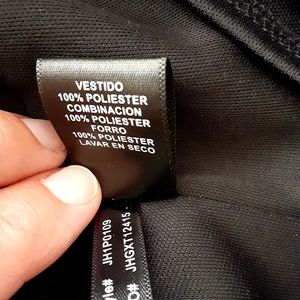 VESTIDO
100% POLIESTER
COMBINACION
100% POLIESTER
FORRO
100% POLIESTER
LAVAR EN SECO
JH1P0109
JHGXT12415